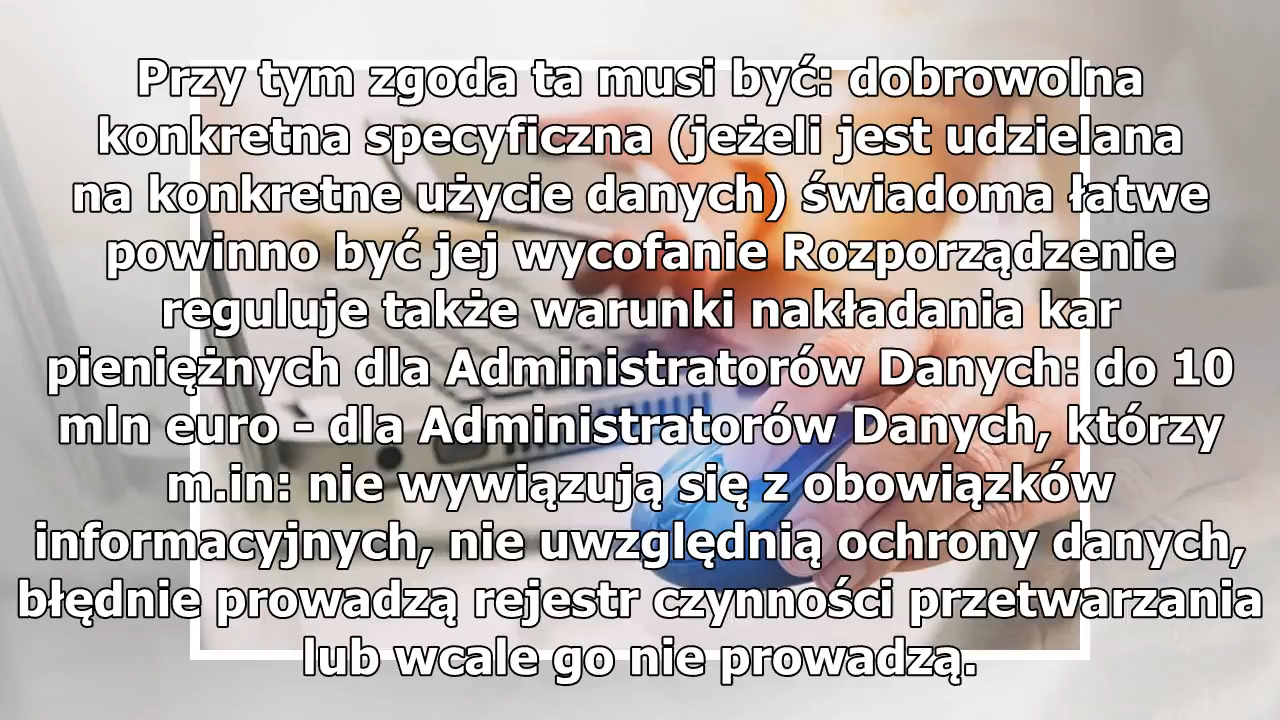 Przy tym zgoda ta musi być: dobrowolna
konkretna specyficzna (jeżeli jest udzielana
na konkretne użycie danych) świadoma łatwe
powinno być jej wycofanie Rozporządzenie
reguluje także warunki nakładania kar
pieniężnych dla Administratorów Danych: do 10
mln euro - dla Administratorów Danych, którzy
m.in: nie wywiązują się z obowiązków
informacyjnych, nie uwzględnią ochrony danych,
błędnie prowadzą rejestr czynności przetwarzania
lub wcale go nie prowadzą.